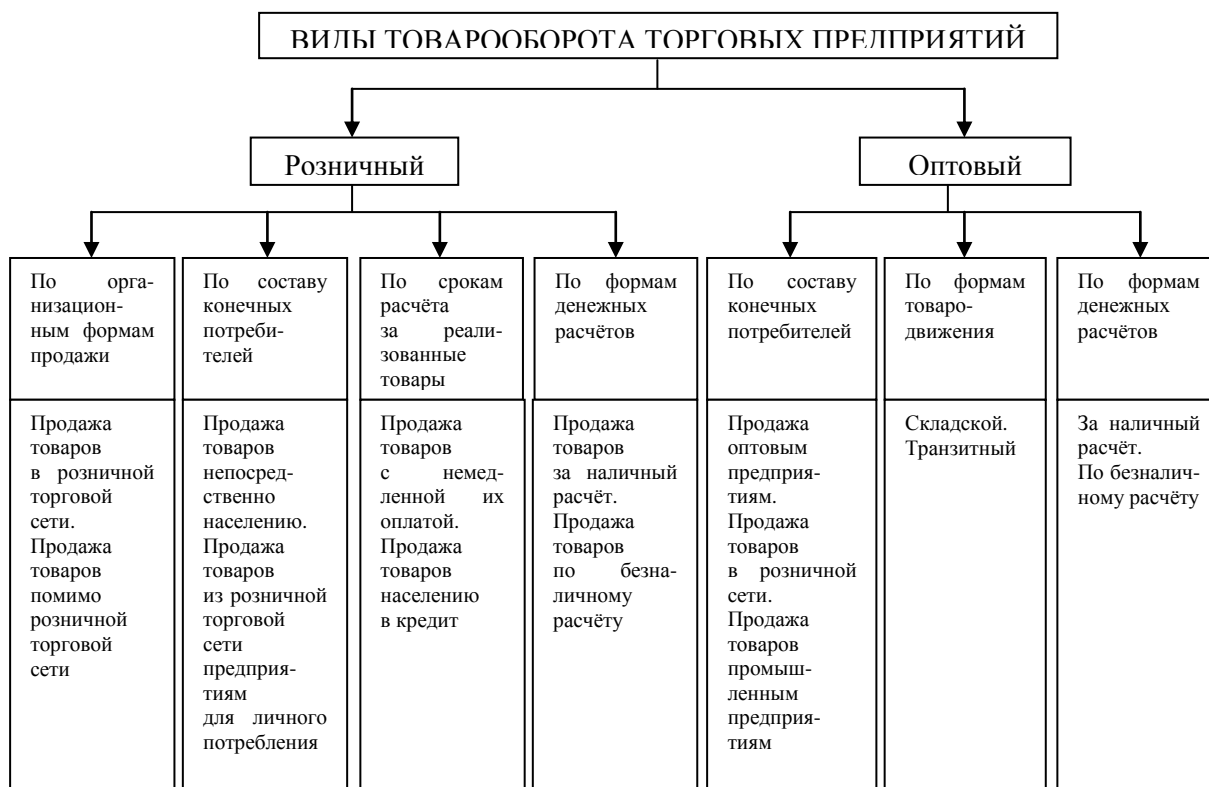 ВИДЫ ТОВАРООБОРОТА ТОРГОВЫХ ПРЕДПРИЯТИЙ
Розничный
Оптовый
По орга-
низацион-
ным формам
продажи
По составу
конечных
потреби-
телей
По срокам
расчёта
за реали-
зованные
товары
По формам
денежных
расчётов
По составу
конечных
потребителей
По формам
товаро-
движения
По формам
денежных
расчётов
Продажа
товаров
в розничной
торговой
сети.
Продажа
товаров
помимо
розничной
торговой
сети
Продажа
товаров
непосред-
ственно
населению.
Продажа
товаров
из розничной
торговой
сети
предприя-
тиям
для личного
потребления
Продажа
товаров
с немед-
ленной их
оплатой.
Продажа
товаров
населению
в кредит
Продажа
товаров
за наличный
расчёт.
Продажа
товаров
по безна-
личному
расчёту
Продажа
оптовым
предприя-
тиям.
Продажа
товаров
в розничной
сети.
Продажа
товаров
промыш-
ленным
предприя-
тиям
Складской.
Транзитный
За наличный
расчёт.
По безналич-
ному расчёту